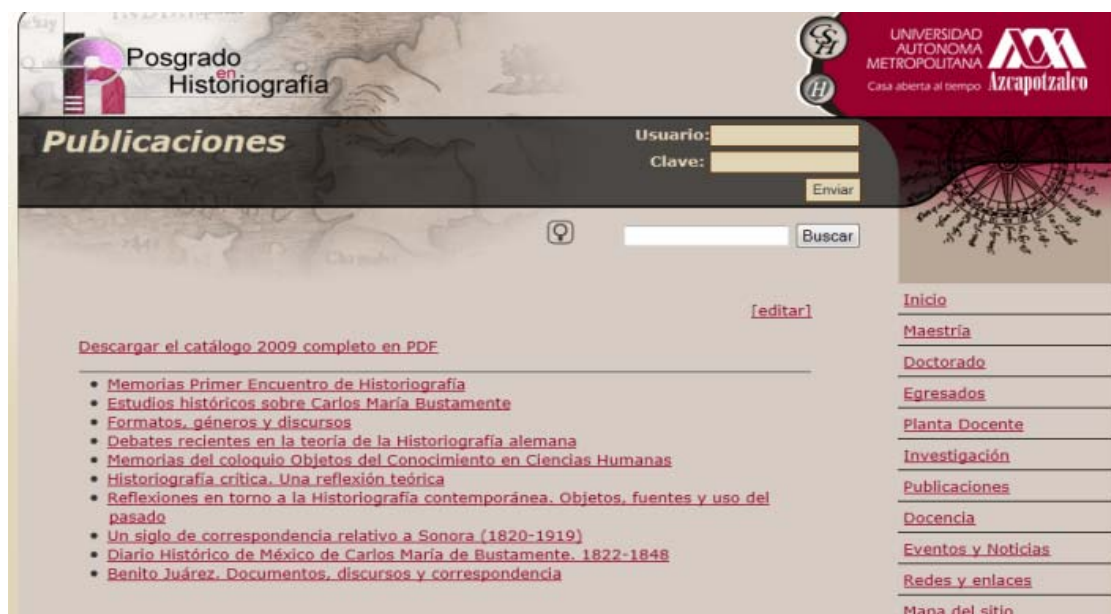 Posgrado
en
Historiografía
CSH
H
UNIVERSIDAD
AUTONOMA
METROPOLITANA
Casa abierta al tiempo Azcapotzalco
Publicaciones
Usuario:
Clave:
Enviar
Buscar
[editar]
Descargar el catálogo 2009 completo en PDF
• Memorias Primer Encuentro de Historiografía
• Estudios históricos sobre Carlos María Bustamente
• Formatos, géneros y discursos
• Debates recientes en la teoría de la Historiografía alemana
• Memorias del coloquio Objetos del Conocimiento en Ciencias Humanas
• Historiografía crítica. Una reflexión teórica
• Reflexiones en torno a la Historiografía contemporánea. Objetos, fuentes y uso del
pasado
• Un siglo de correspondencia relativo a Sonora (1820-1919)
• Diario Histórico de México de Carlos María de Bustamente. 1822-1848
• Benito Juárez. Documentos, discursos y correspondencia
Inicio
Maestría
Doctorado
Egresados
Planta Docente
Investigación
Publicaciones
Docencia
Eventos y Noticias
Redes y enlaces
Mapa del sitio